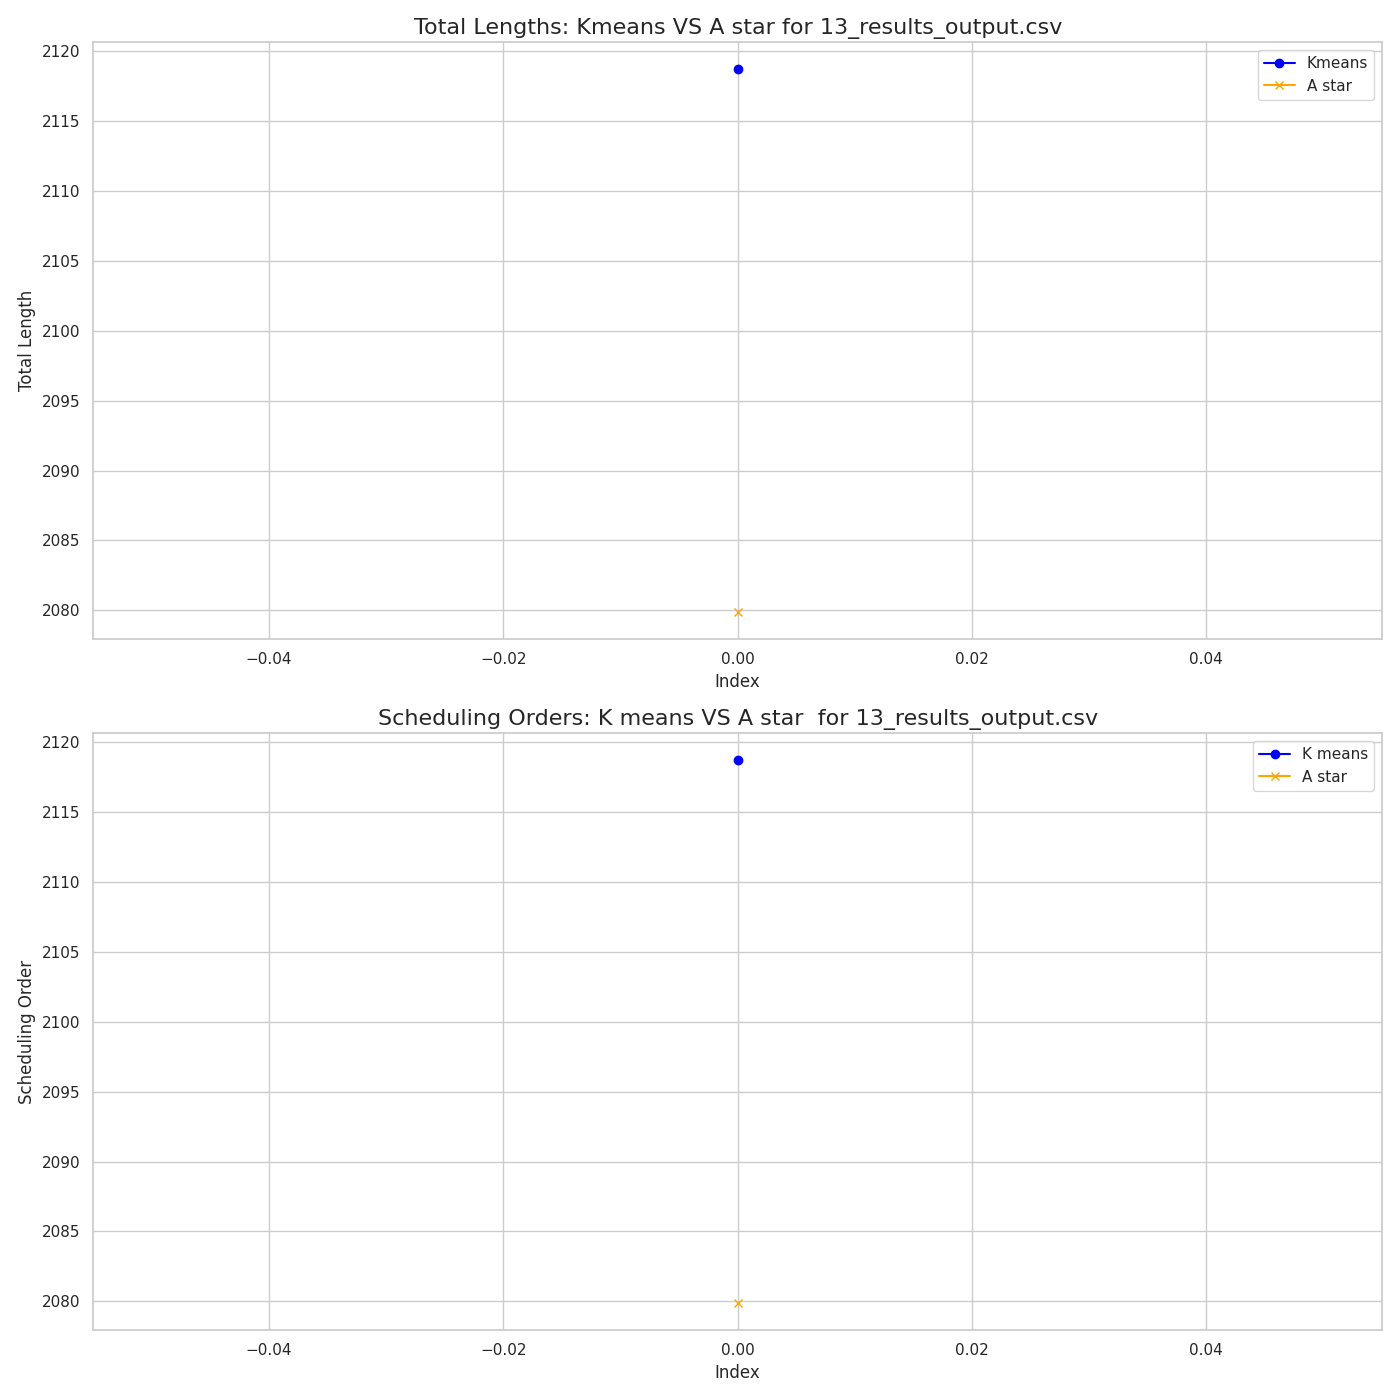 Total Lengths: Kmeans VS A star for 13_results_output.csv
2120
2115
2110
2105
2100
2095
2090
2085
2080
Total Length
Kmeans
A star
−0.04 −0.02 0.00 0.02 0.04
Index
Scheduling Orders: K means VS A star  for 13_results_output.csv
2120
2115
2110
2105
2100
2095
2090
2085
2080
Scheduling Order
K means
A star
−0.04 −0.02 0.00 0.02 0.04
Index